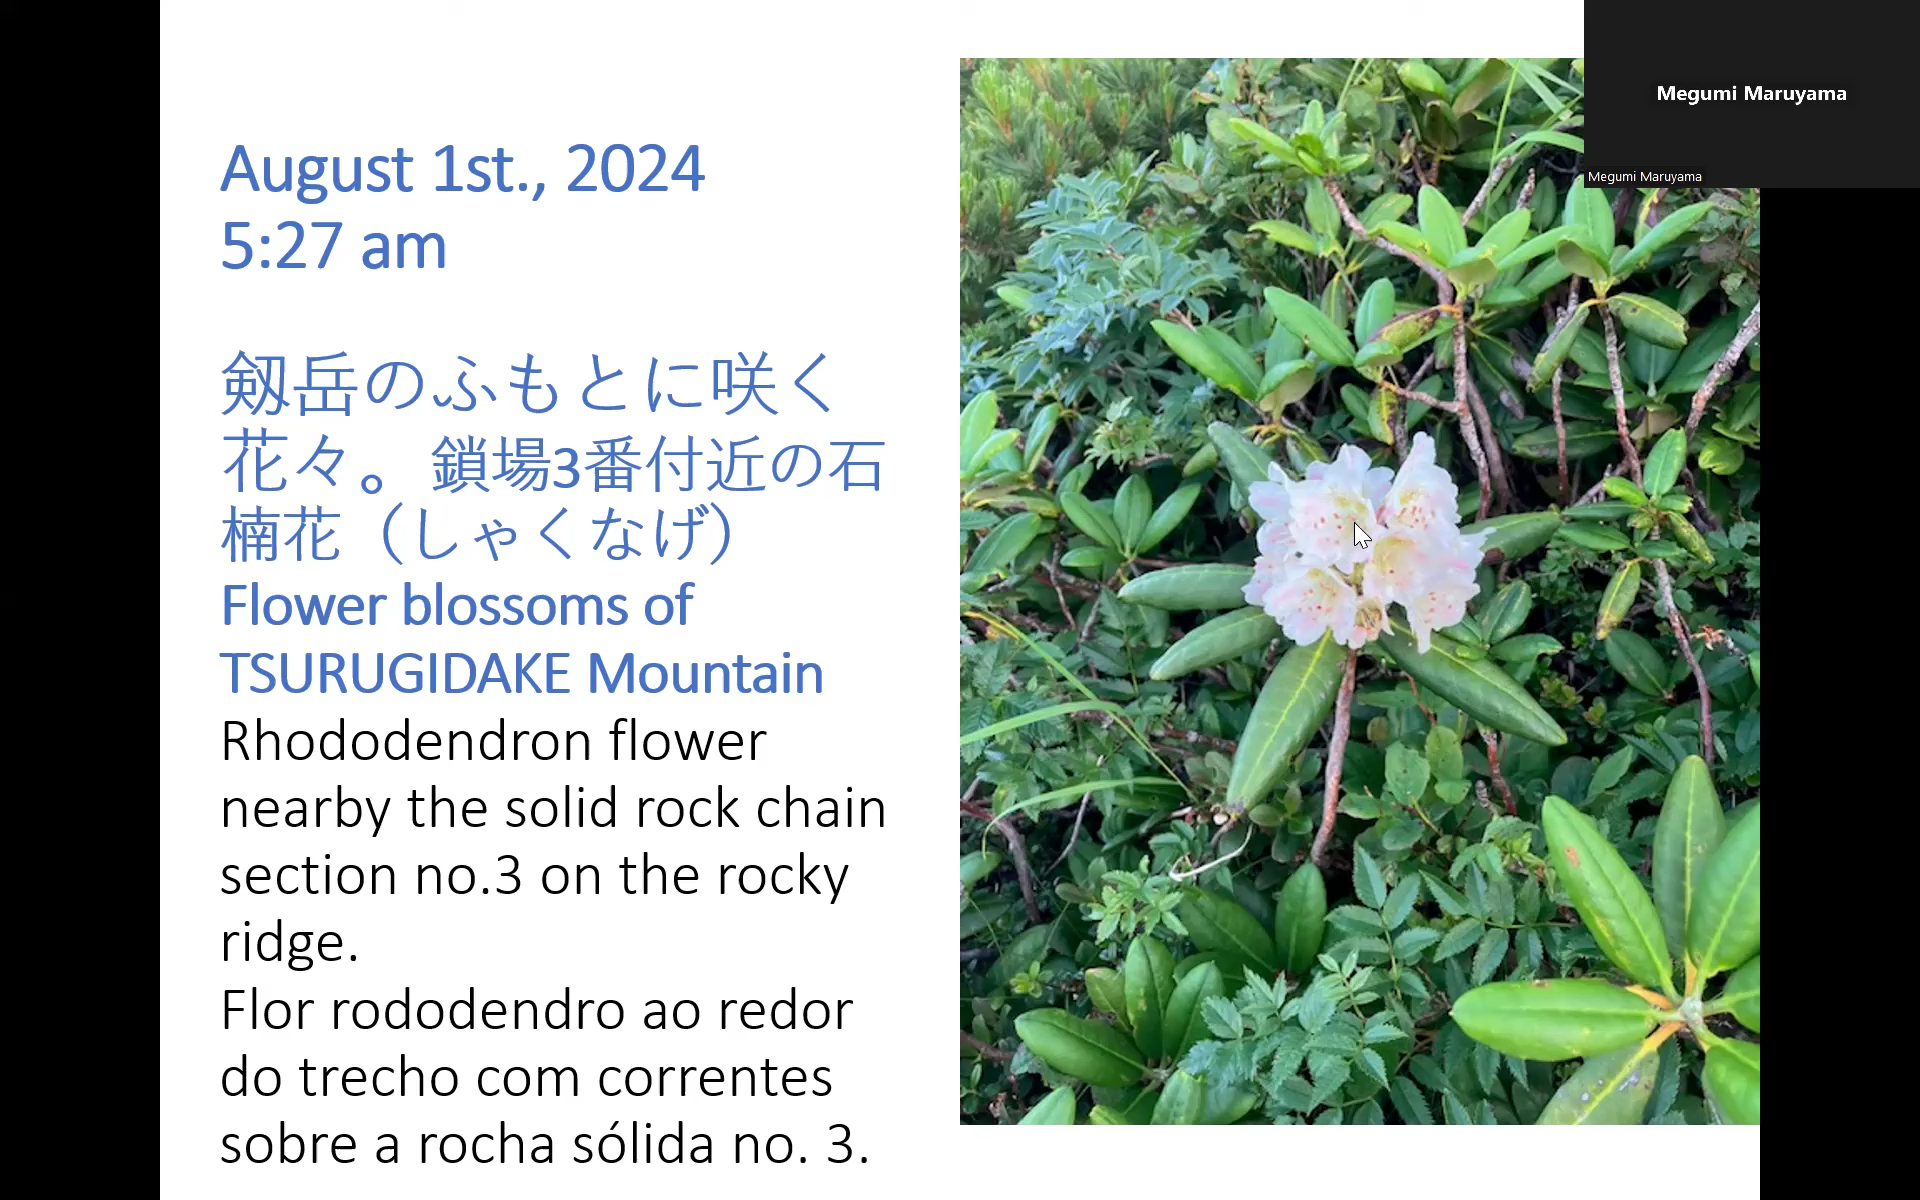 August 1st., 2024
5:27 am
剱岳のふもとに咲く
花々。鎖場3番付近の石
楠花（しゃくなげ）
Flower blossoms of
TSURUGIDAKE Mountain
Rhododendron flower
nearby the solid rock chain
section no.3 on the rocky
ridge.
Flor rododendro ao redor
do trecho com correntes
sobre a rocha sólida no. 3.
Megumi Maruyama
Megumi Maruyama